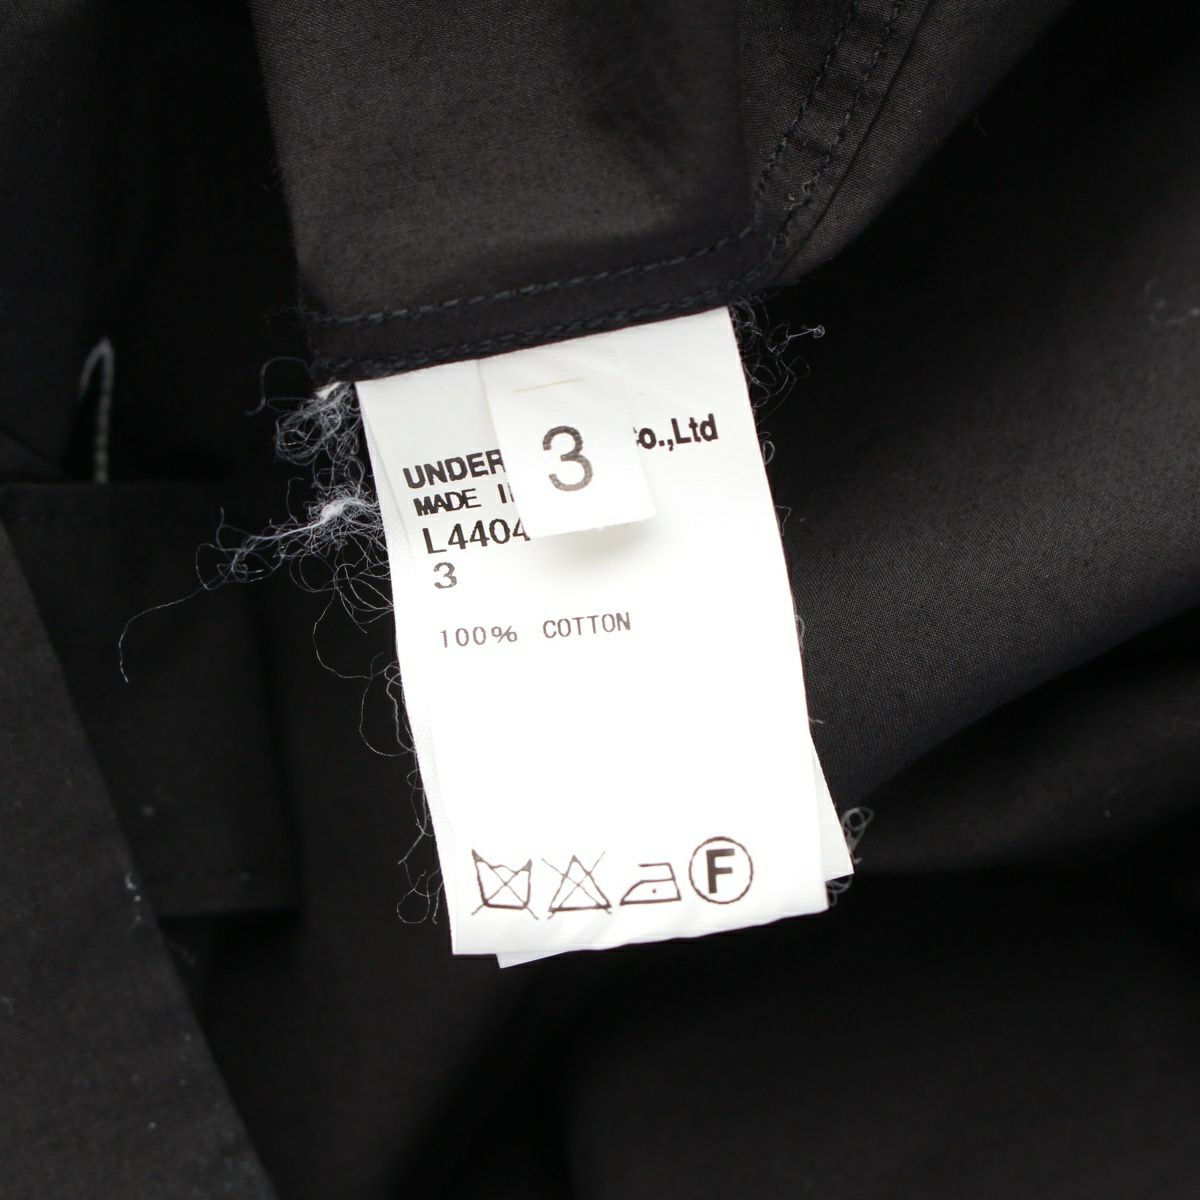 UNDER Co.,Ltd
3
MADE I
L4404
3
100% COTTON
F